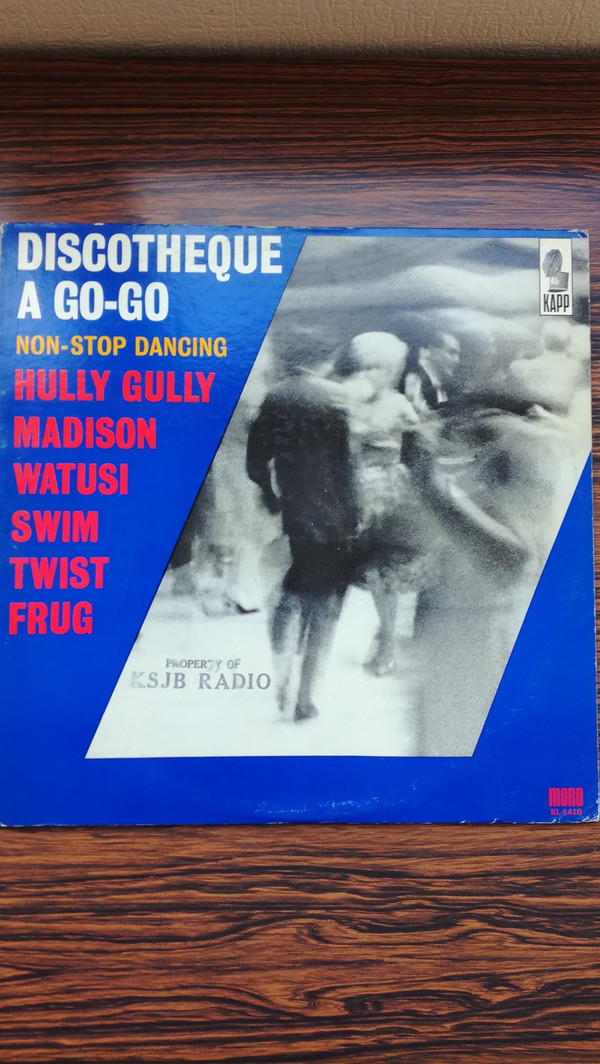 DISCOTHEQUE
A GO-GO
NON-STOP DANCING
HULLY GULLY
MADISON
WATUSI
SWIM
TWIST
FRUG
KAPP
PROPERTY OF
KSJB RADIO
mono
KL-1410